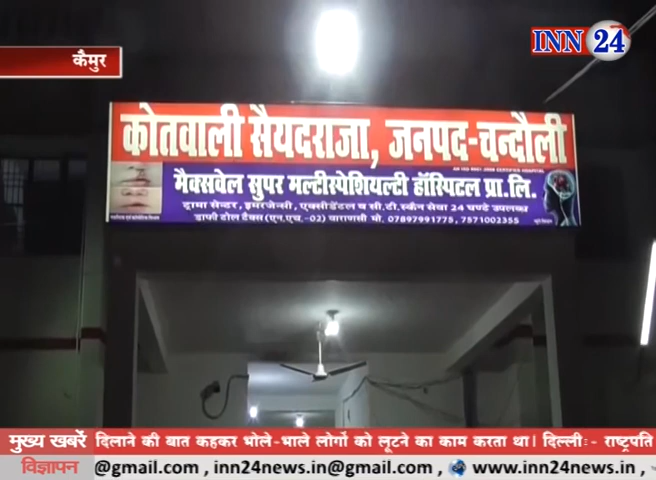 INN 24
कैमुर
कोतवाली सैयदराजा, जनपद-चन्दौली
मैक्सवेल सुपर मल्टीस्पेशियल्टी हॉस्पिटल प्रा.लि.
ट्रामा सेन्टर, इमरजेन्सी, एक्सीडेंटल व सी.टी.स्कैन सेवा 24 घण्टे उपलब्ध
डाफी टोल टैक्स (एन.एच.-02) वाराणसी मो. 07897991775, 7571002355
मुख्य खबरें दिलाने की बात कहकर भोले-भाले लोगों को लूटने का काम करता था। दिल्लीः- राष्ट्रपति
विज्ञापन @gmail.com , inn24news.in@gmail.com , www.inn24news.in